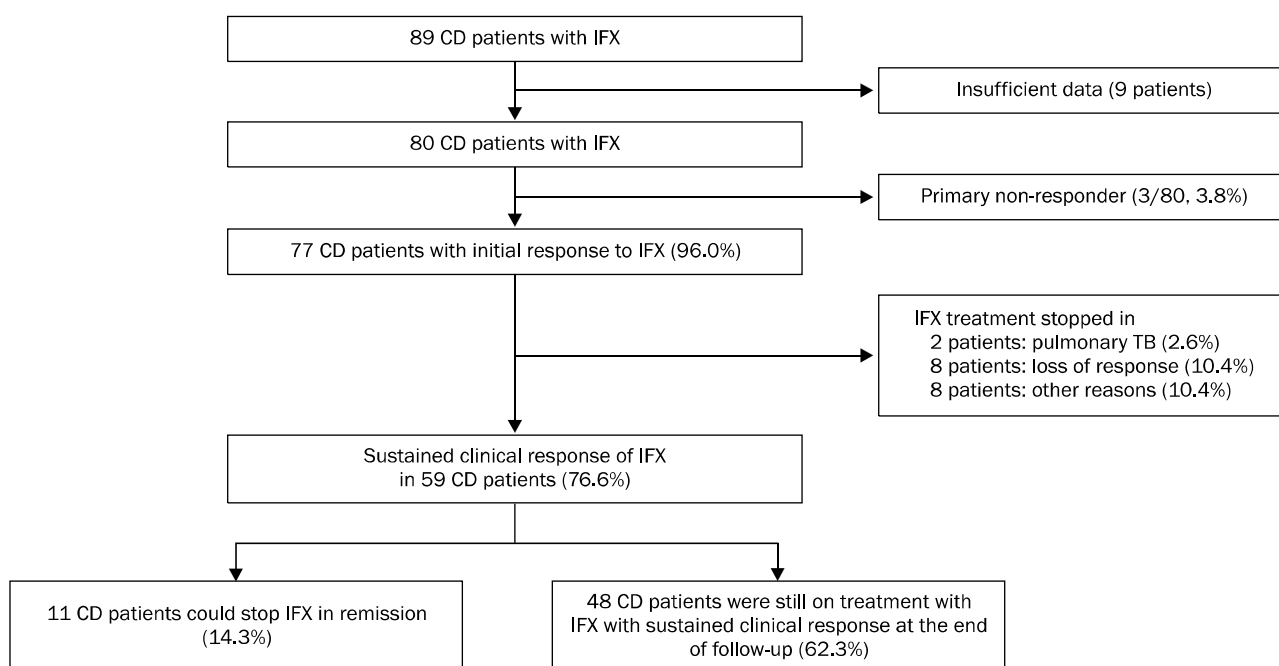 89 CD patients with IFX
Insufficient data (9 patients)
80 CD patients with IFX
Primary non-responder (3/80, 3.8%)
77 CD patients with initial response to IFX (96.0%)
IFX treatment stopped in
2 patients: pulmonary TB (2.6%)
8 patients: loss of response (10.4%)
8 patients: other reasons (10.4%)
Sustained clinical response of IFX
in 59 CD patients (76.6%)
11 CD patients could stop IFX in remission
(14.3%)
48 CD patients were still on treatment with
IFX with sustained clinical response at the end
of follow-up (62.3%)